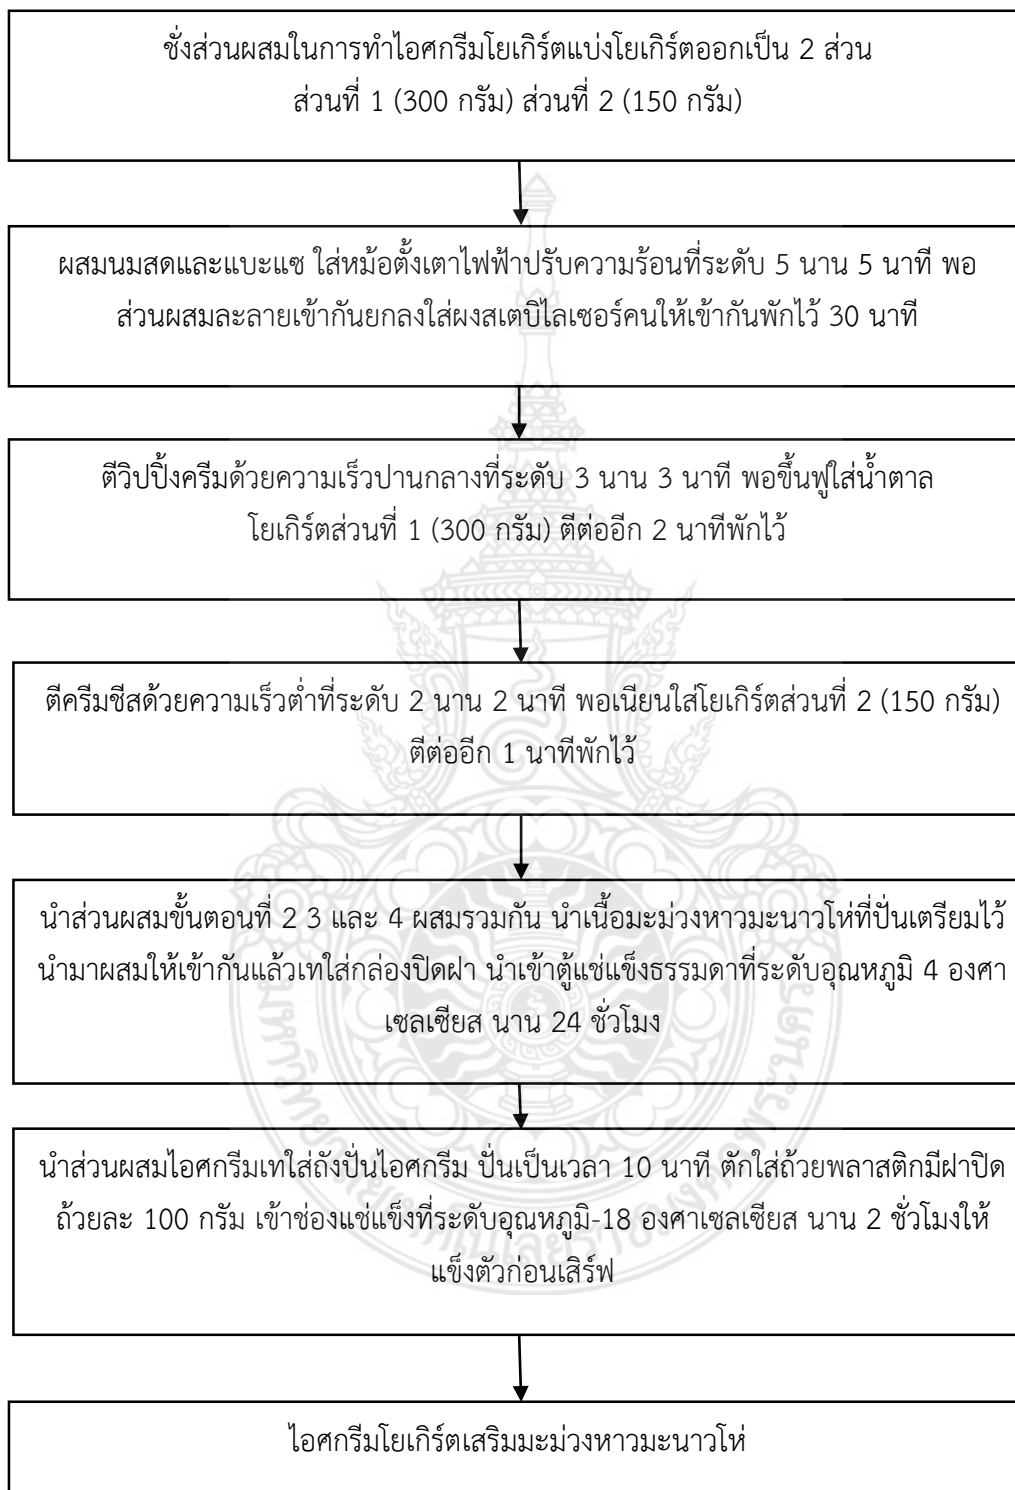 ชั่งส่วนผสมในการทำไอศกรีมโยเกิร์ตแบ่งโยเกิร์ตออกเป็น 2 ส่วน
ส่วนที่ 1 (300 กรัม) ส่วนที่ 2 (150 กรัม)
ผสมนมสดและแบะแซ ใส่หม้อตั้งเตาไฟฟ้าปรับความร้อนที่ระดับ 5 นาน 5 นาที พอ
ส่วนผสมละลายเข้ากันยกลงใส่ผงสเตบิไลเซอร์คนให้เข้ากันพักไว้ 30 นาที
ตีวิปปิ้งครีมด้วยความเร็วปานกลางที่ระดับ 3 นาน 3 นาที พอขึ้นฟูใส่น้ำตาล
โยเกิร์ตส่วนที่ 1 (300 กรัม) ตีต่ออีก 2 นาทีพักไว้
ตีครีมชีสด้วยความเร็วต่ำที่ระดับ 2 นาน 2 นาที พอเนียนใส่โยเกิร์ตส่วนที่ 2 (150 กรัม)
ตีต่ออีก 1 นาทีพักไว้
นำส่วนผสมขั้นตอนที่ 2 3 และ 4 ผสมรวมกัน นำเนื้อมะม่วงหาวมะนาวโห่ที่ปั่นเตรียมไว้
นำมาผสมให้เข้ากันแล้วเทใส่กล่องปิดฝา นำเข้าตู้แช่แข็งธรรมดาที่ระดับอุณหภูมิ 4 องศา
เซลเซียส นาน 24 ชั่วโมง
นำส่วนผสมไอศกรีมเทใส่ถังปั่นไอศกรีม ปั่นเป็นเวลา 10 นาที ตักใส่ถ้วยพลาสติกมีฝาปิด
ถ้วยละ 100 กรัม เข้าช่องแช่แข็งที่ระดับอุณหภูมิ-18 องศาเซลเซียส นาน 2 ชั่วโมงให้
แข็งตัวก่อนเสิร์ฟ
มหาวิทยาลัยเทคโนโลยีราชมงคลพระนคร
ไอศกรีมโยเกิร์ตเสริมมะม่วงหาวมะนาวโห่